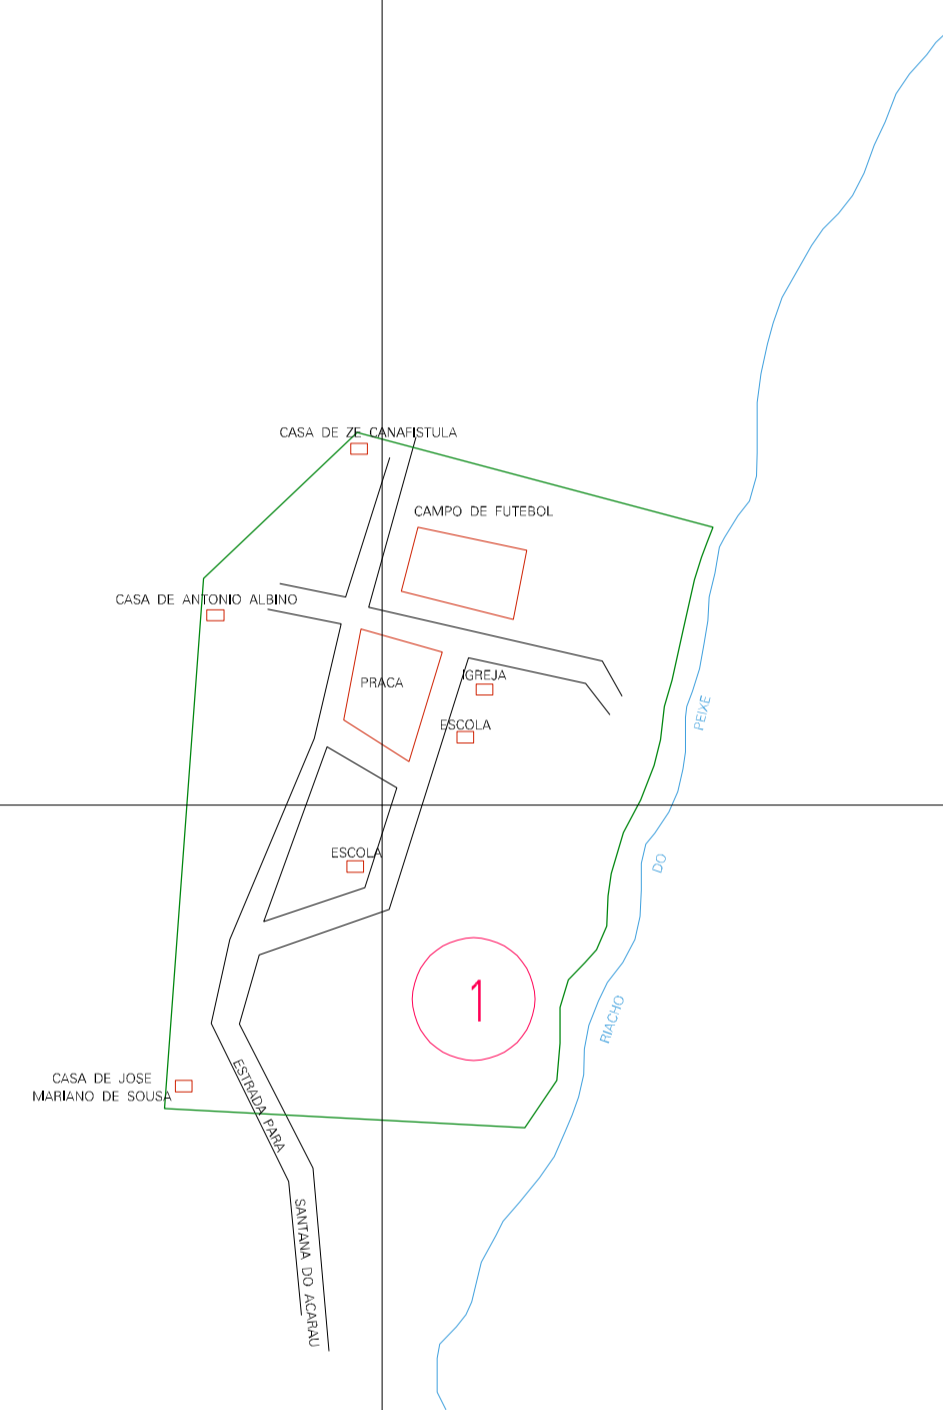 CASA DE ZE CANAFISTULA
CAMPO DE FUTEBOL
CASA DE ANTONIO ALBINO
PRACA
IGREJA
ESCOLA
PEIXE
DO
ESCOLA
RIACHO
1
CASA DE JOSE
MARIANO DE SOUSA
ESTRADA PARA
SANTANA DO ACARAU